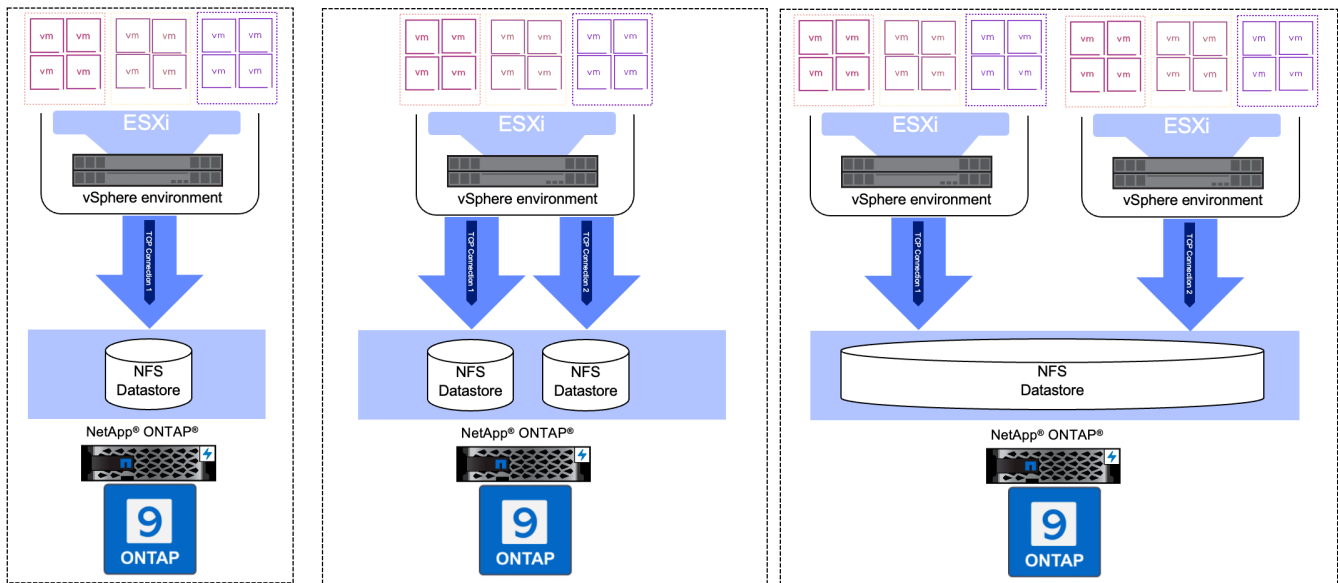 vm vm vm vm vm vm
vm vm vm vm vm vm
ESXi
vSphere environment
TCP Connection 1
NFS
Datastore
NetApp® ONTAP®
9
ONTAP
vm vm vm vm vm vm
vm vm vm vm vm vm
ESXi
vSphere environment
TCP Connection 1
TCP Connection 2
NFS
Datastore
NFS
Datastore
NetApp® ONTAP®
9
ONTAP
vm vm vm vm vm vm
vm vm vm vm vm vm
ESXi
vSphere environment
TCP Connection 1
vm vm vm vm vm vm
vm vm vm vm vm vm
ESXi
vSphere environment
TCP Connection 2
NFS
Datastore
NetApp® ONTAP®
9
ONTAP